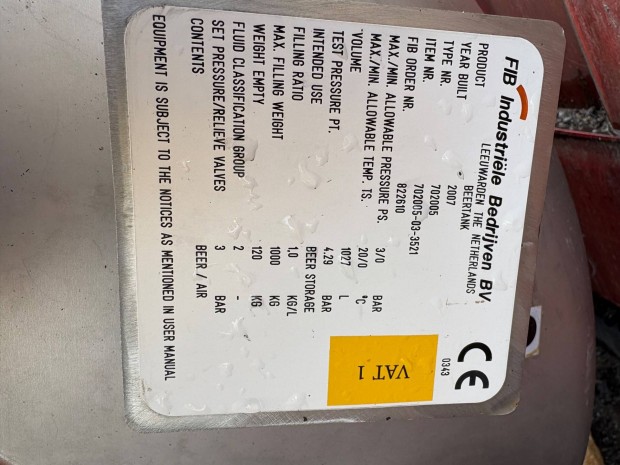 FIB Industriële Bedrijven BV
LEEUWARDEN THE NETHERLANDS
CE
0343
PRODUCT BEERTANK
YEAR BUILT 2007
TYPE NR. 702005
ITEM NR. 702005-03-3521
FIB ORDER NR. 822610
MAX./MIN. ALLOWABLE PRESSURE PS. 3/0 BAR
MAX./MIN. ALLOWABLE TEMP. TS. 20/0 °C
VOLUME 1027 L
TEST PRESSURE PT. 4.29 BAR
INTENDED USE BEER STORAGE
FILLING RATIO 1,0 KG/L
MAX. FILLING WEIGHT 1000 KG
WEIGHT EMPTY 120 KG
FLUID CLASSIFICATION GROUP 2 -
SET PRESSURE/RELIEVE VALVES 3 BAR
CONTENTS BEER / AIR
EQUIPMENT IS SUBJECT TO THE NOTICES AS MENTIONED IN USER MANUAL
VAT 1